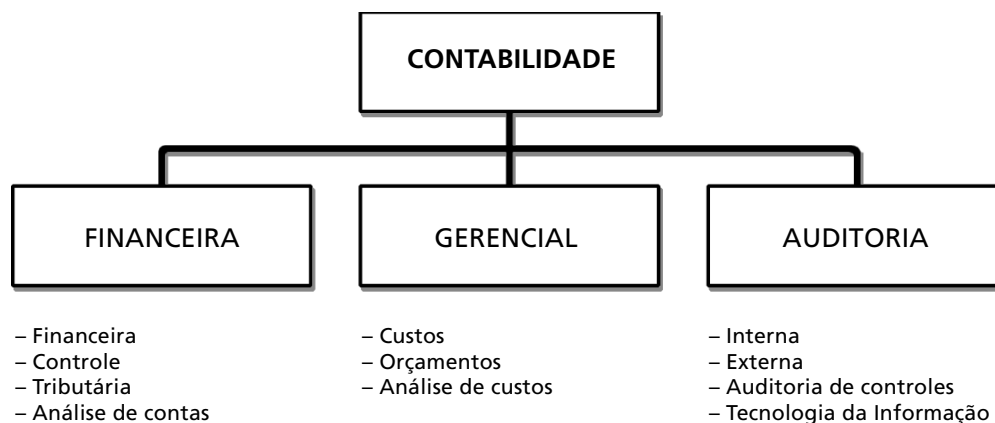 CONTABILIDADE
FINANCEIRA
GERENCIAL
AUDITORIA
– Financeira
– Controle
– Tributária
– Análise de contas
– Custos
– Orçamentos
– Análise de custos
– Interna
– Externa
– Auditoria de controles
– Tecnologia da Informação